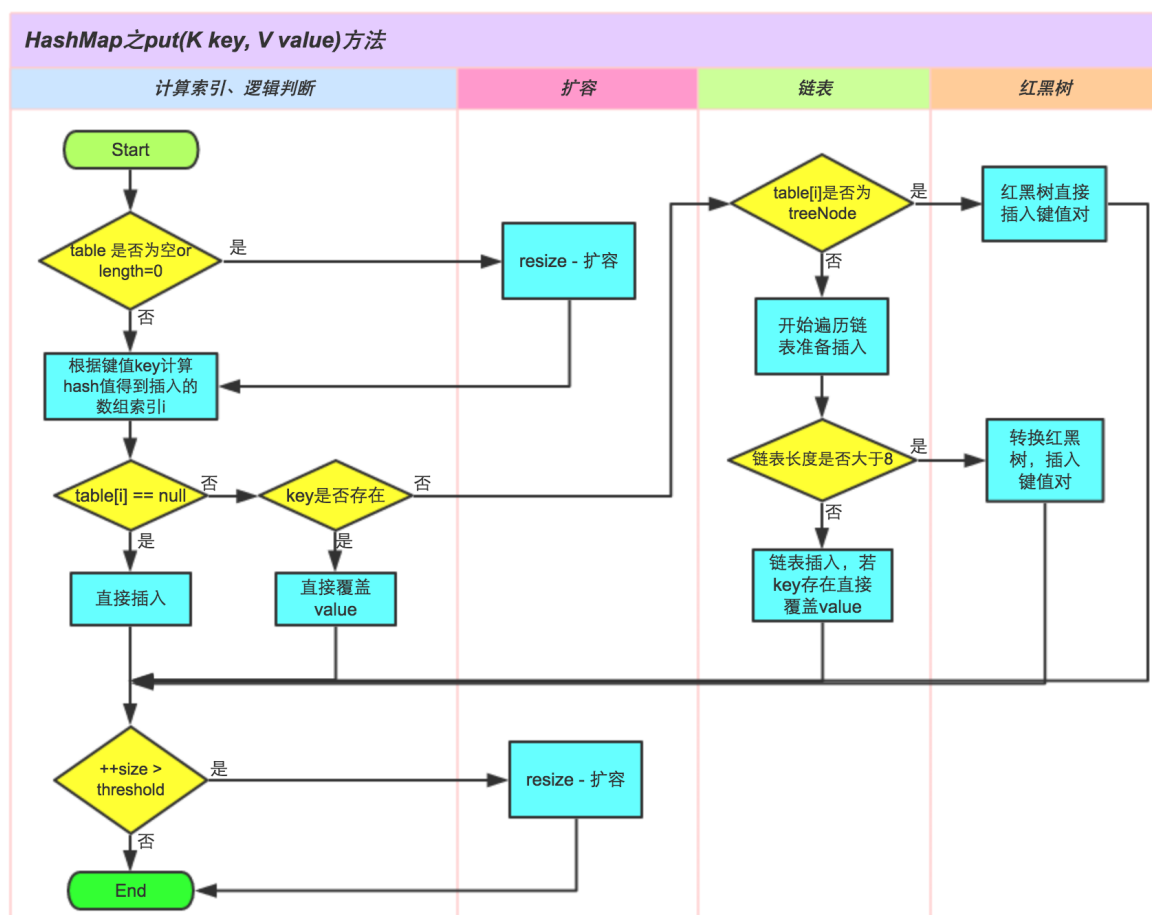 HashMap之put(K key, V value)方法
计算索引、逻辑判断
扩容
链表
红黑树
Start
table 是否为空or
length=0
是
resize - 扩容
否
根据键值key计算
hash值得到插入的
数组索引i
table[i] == null
否
key是否存在
否
是
直接插入
是
直接覆盖
value
table[i]是否为
treeNode
是
红黑树直接
插入键值对
否
开始遍历链
表准备插入
链表长度是否大于8
是
转换红黑
树，插入
键值对
否
链表插入，若
key存在直接
覆盖value
++size >
threshold
是
resize - 扩容
否
End